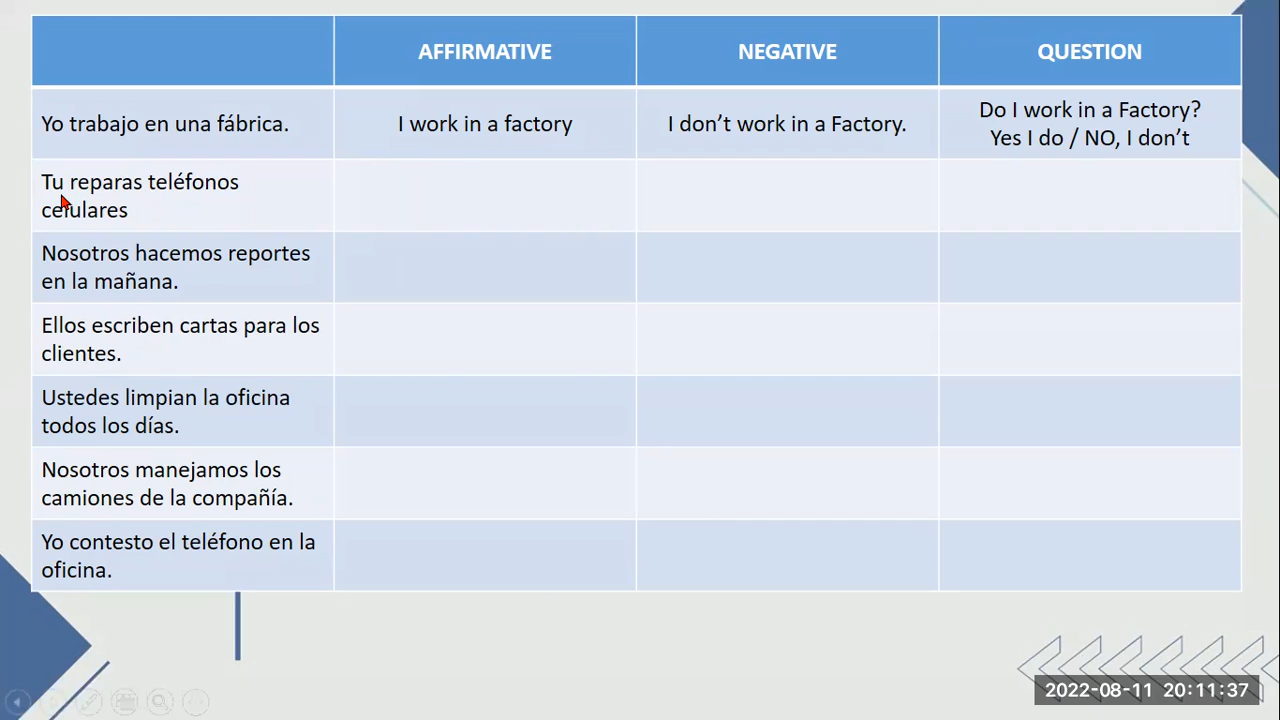 AFFIRMATIVE
NEGATIVE
QUESTION
Yo trabajo en una fábrica.
I work in a factory
I don’t work in a Factory.
Do I work in a Factory?
Yes I do / NO, I don’t
Tu reparas teléfonos
celulares
Nosotros hacemos reportes
en la mañana.
Ellos escriben cartas para los
clientes.
Ustedes limpian la oficina
todos los días.
Nosotros manejamos los
camiones de la compañía.
Yo contesto el teléfono en la
oficina.
2022-08-11 20:11:37